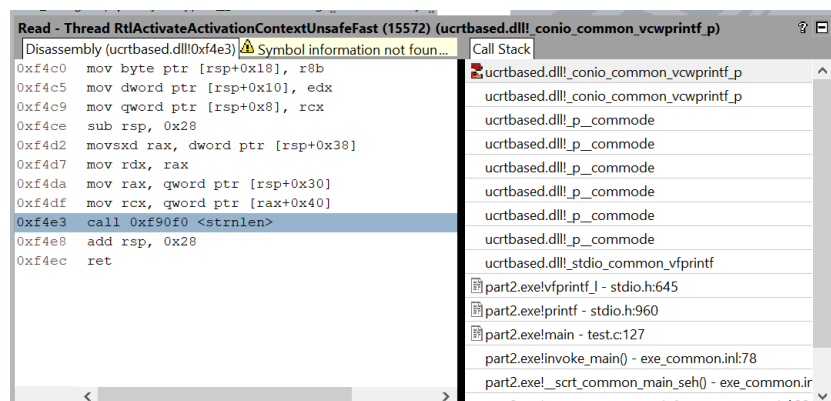 Read - Thread RtlActivateActivationContextUnsafeFast (15572) (ucrtbased.dll!_conio_common_vcwprintf_p)
Disassembly (ucrtbased.dll!0xf4e3) Symbol information not foun...
0xf4c0 mov byte ptr [rsp+0x18], r8b
0xf4c5 mov dword ptr [rsp+0x10], edx
0xf4c9 mov qword ptr [rsp+0x8], rcx
0xf4ce sub rsp, 0x28
0xf4d2 movsxd rax, dword ptr [rsp+0x38]
0xf4d7 mov rdx, rax
0xf4da mov rax, qword ptr [rsp+0x30]
0xf4df mov rcx, qword ptr [rax+0x40]
0xf4e3 call 0xf90f0 <strnlen>
0xf4e8 add rsp, 0x28
0xf4ec ret
Call Stack
ucrtbased.dll!_conio_common_vcwprintf_p
ucrtbased.dll!_conio_common_vcwprintf_p
ucrtbased.dll!_p__commode
ucrtbased.dll!_p__commode
ucrtbased.dll!_p__commode
ucrtbased.dll!_p__commode
ucrtbased.dll!_p__commode
ucrtbased.dll!_p__commode
ucrtbased.dll!_stdio_common_vfprintf
part2.exe!vfprintf_l - stdio.h:645
part2.exe!printf - stdio.h:960
part2.exe!main - test.c:127
part2.exe!invoke_main() - exe_common.inl:78
part2.exe!__scrt_common_main_seh() - exe_common.in